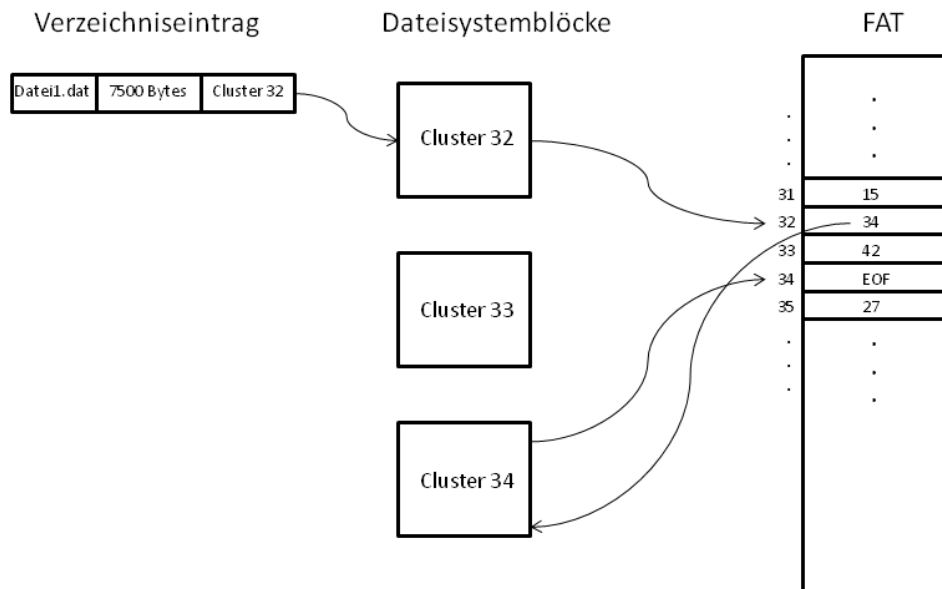 Verzeichniseintrag
Dateisystemblöcke
FAT
Datei1.dat 7500 Bytes Cluster 32
Cluster 32
Cluster 33
Cluster 34
31 15
32 34
33 42
34 EOF
35 27